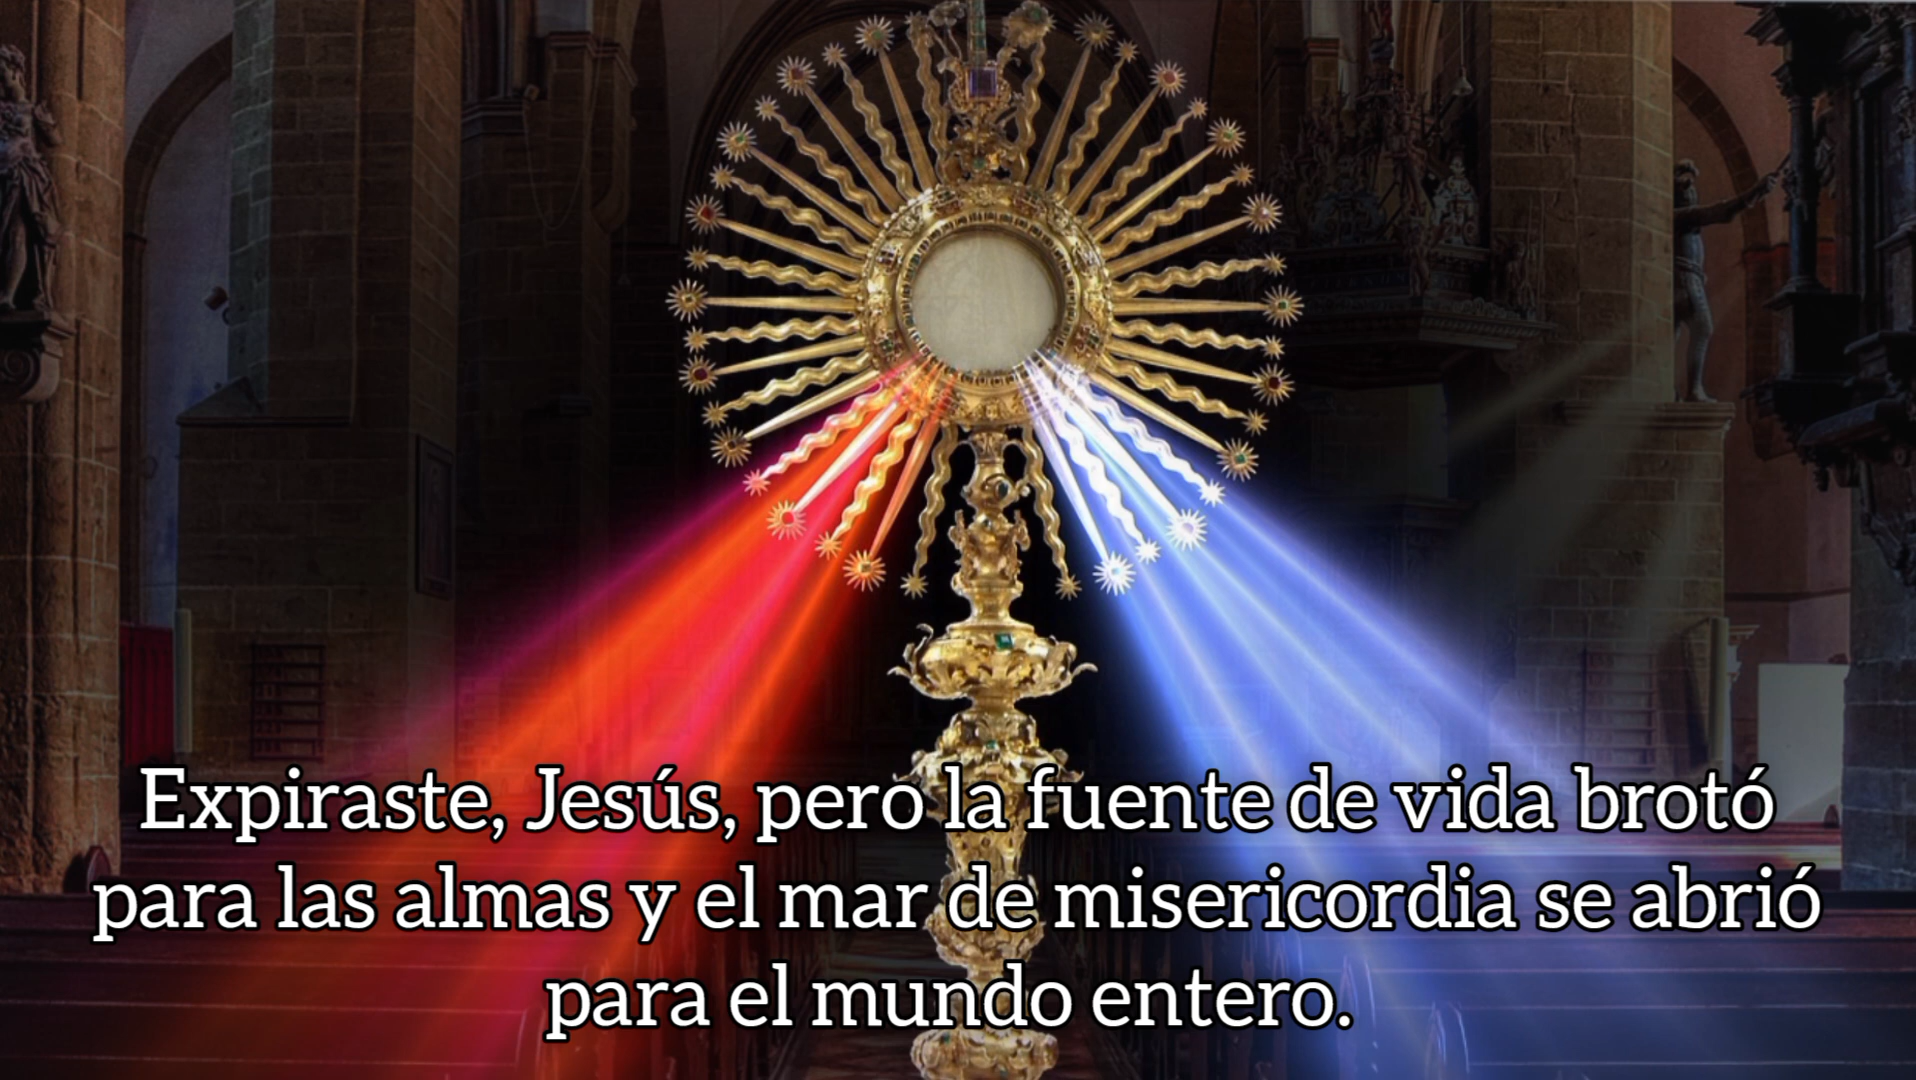 Expiraste, Jesús, pero la fuente de vida brotó
para las almas y el mar de misericordia se abrió
para el mundo entero.